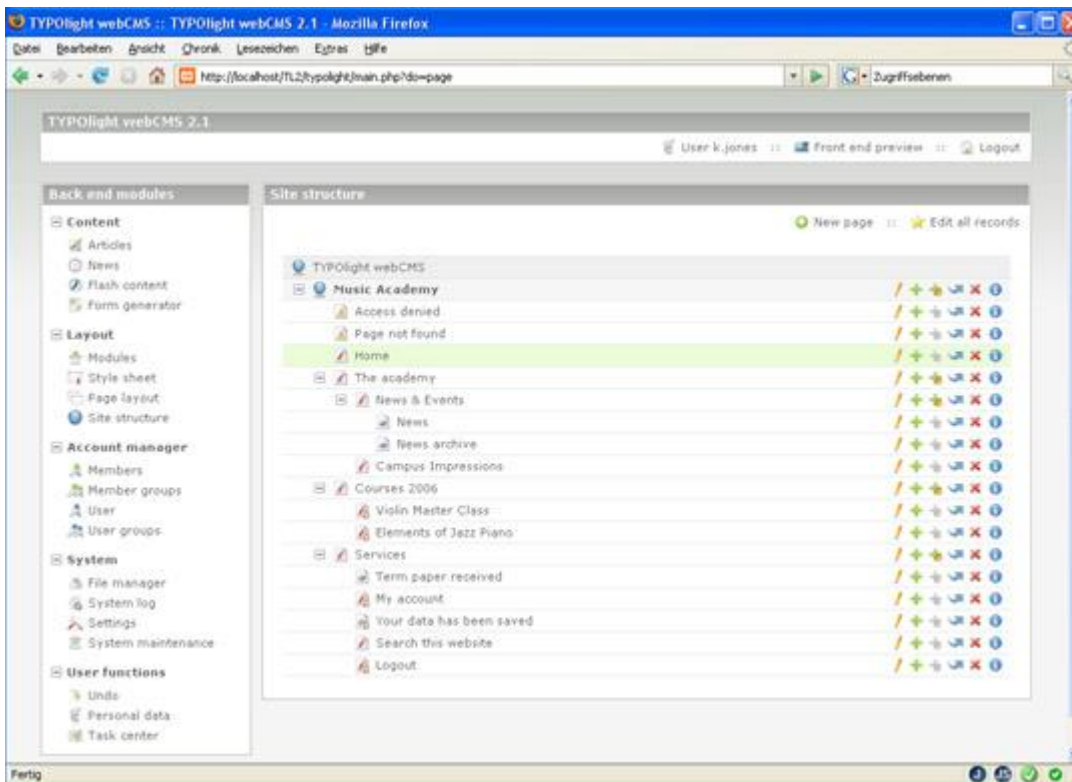 TYPOlight webCMS :: TYPOlight webCMS 2.1 - Mozilla Firefox
Datei Bearbeiten Ansicht Chronik Lesezeichen Extras Hilfe
http://localhost/TL2/typolight/main.php?do=page Zugriffsebenen
TYPOlight webCMS 2.1
User k.jones :: Front end preview :: Logout
Back end modules
Content
Articles
News
Flash content
Form generator
Layout
Modules
Style sheet
Page layout
Site structure
Account manager
Members
Member groups
User
User groups
System
File manager
System log
Settings
System maintenance
User functions
Undo
Personal data
Task center
Site structure
New page :: Edit all records
TYPOlight webCMS
Music Academy
Access denied
Page not found
Home
The academy
News & Events
News
News archive
Campus Impressions
Courses 2006
Violin Master Class
Elements of Jazz Piano
Services
Term paper received
My account
Your data has been saved
Search this website
Logout
Fertig